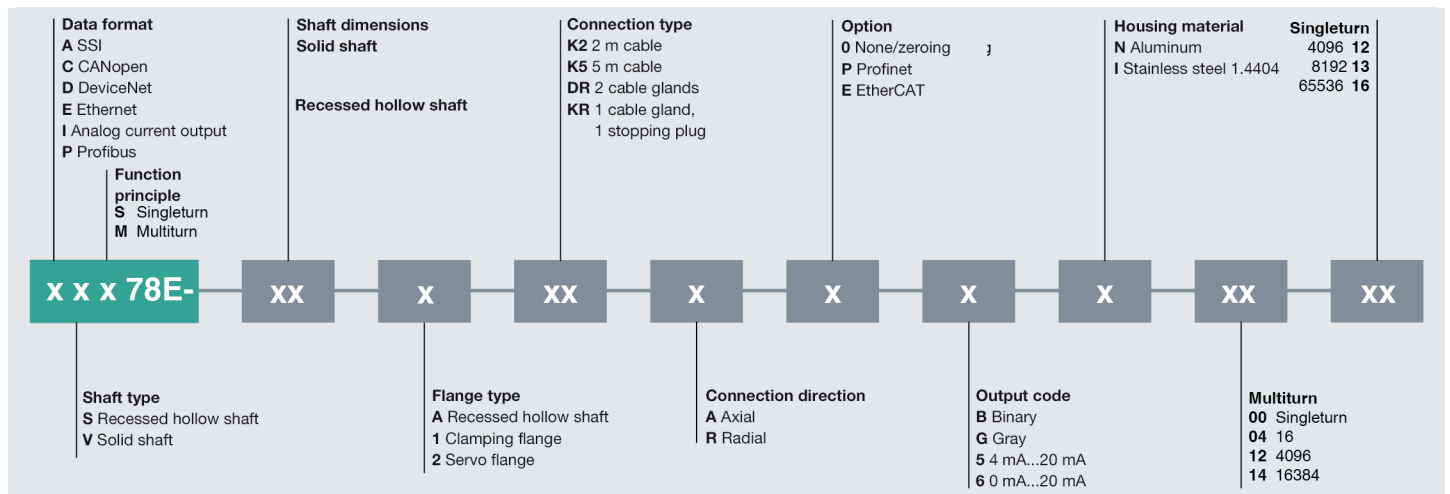 Data format
A SSI
C CANopen
D DeviceNet
E Ethernet
I Analog current output
P Profibus
Function
principle
S Singleturn
M Multiturn
Shaft dimensions
Solid shaft
Recessed hollow shaft
Connection type
K2 2 m cable
K5 5 m cable
DR 2 cable glands
KR 1 cable gland,
1 stopping plug
Option
0 None/zeroing
P Profinet
E EtherCAT
Housing material
N Aluminum
I Stainless steel 1.4404
Singleturn
4096 12
8192 13
65536 16
x x x 78E- xx x xx x x x x xx xx
Shaft type
S Recessed hollow shaft
V Solid shaft
Flange type
A Recessed hollow shaft
1 Clamping flange
2 Servo flange
Connection direction
A Axial
R Radial
Output code
B Binary
G Gray
5 4 mA...20 mA
6 0 mA...20 mA
Multiturn
00 Singleturn
04 16
12 4096
14 16384